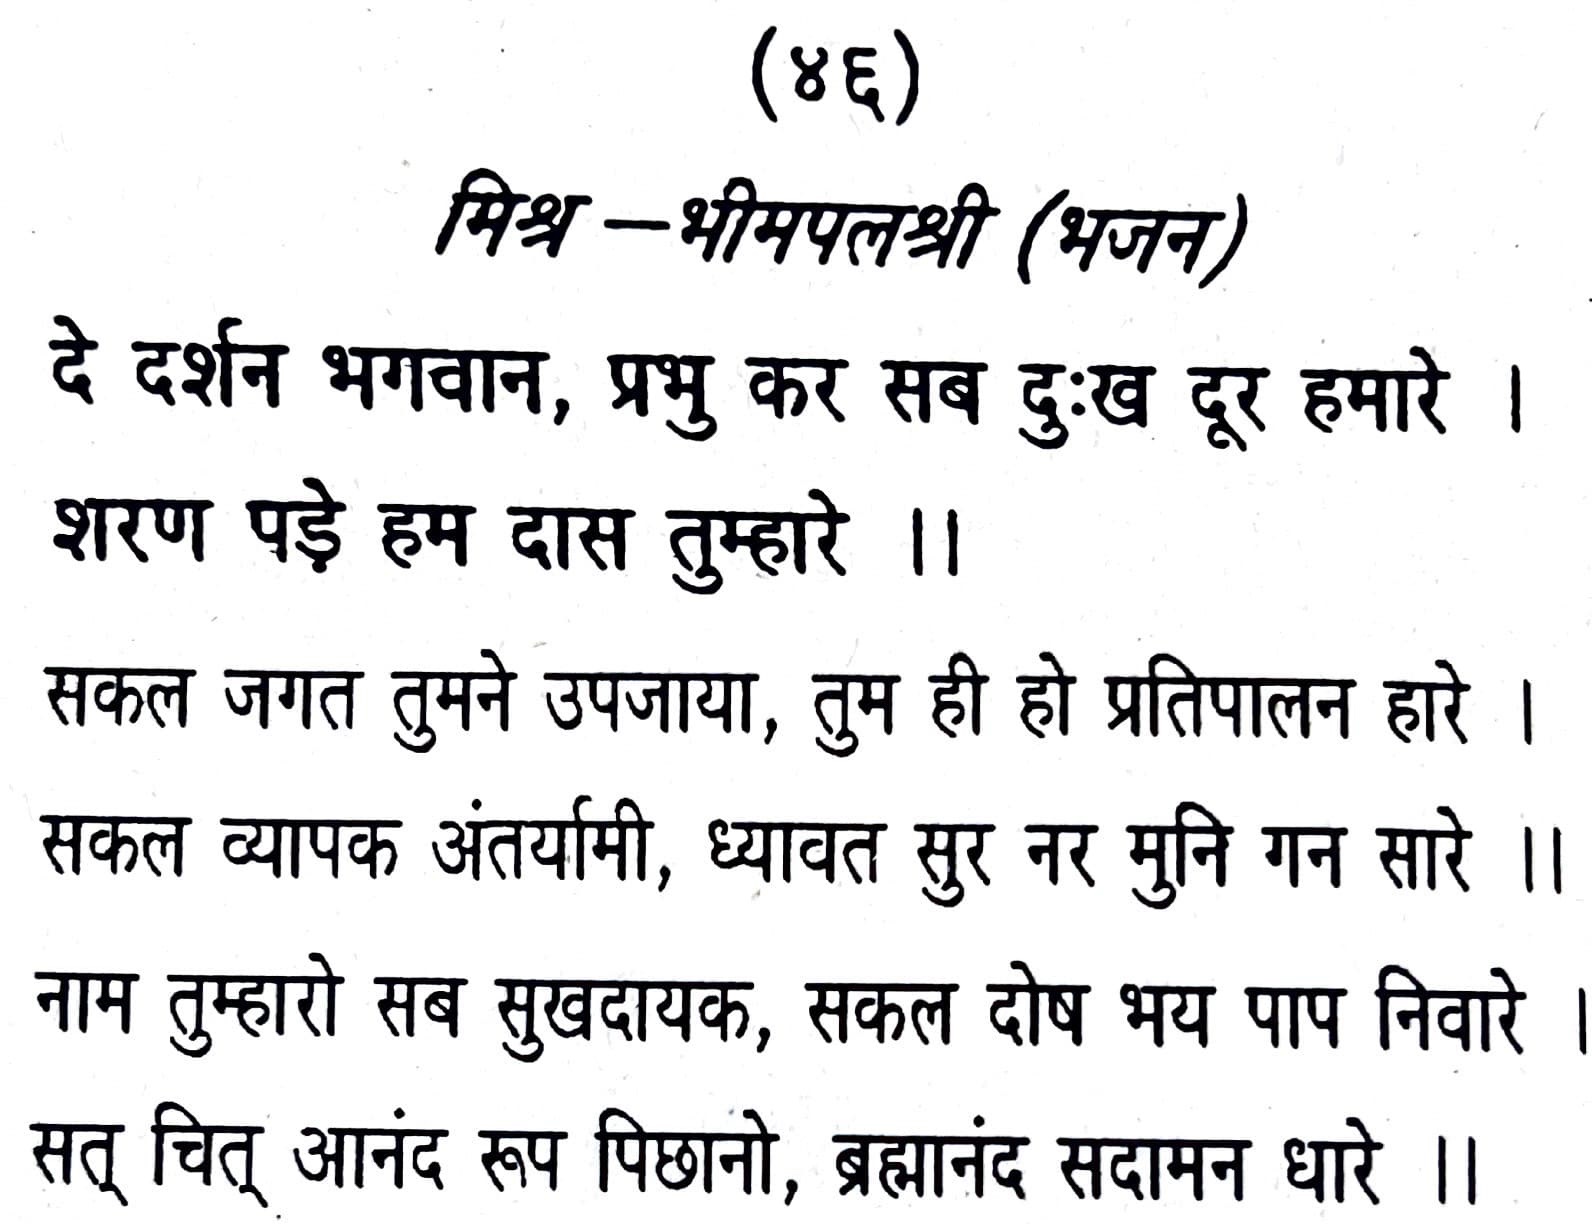 (४६)
मिश्र – भीमपलश्री (भजन)
दे दर्शन भगवान, प्रभु कर सब दुःख दूर हमारे ।
शरण पड़े हम दास तुम्हारे ।।
सकल जगत तुमने उपजाया, तुम ही हो प्रतिपालन हारे ।
सकल व्यापक अंतर्यामी, ध्यावत सुर नर मुनि गन सारे ।।
नाम तुम्हारो सब सुखदायक, सकल दोष भय पाप निवारे ।
सत् चित् आनंद रूप पिछानो, ब्रह्मानंद सदामन धारे ।।